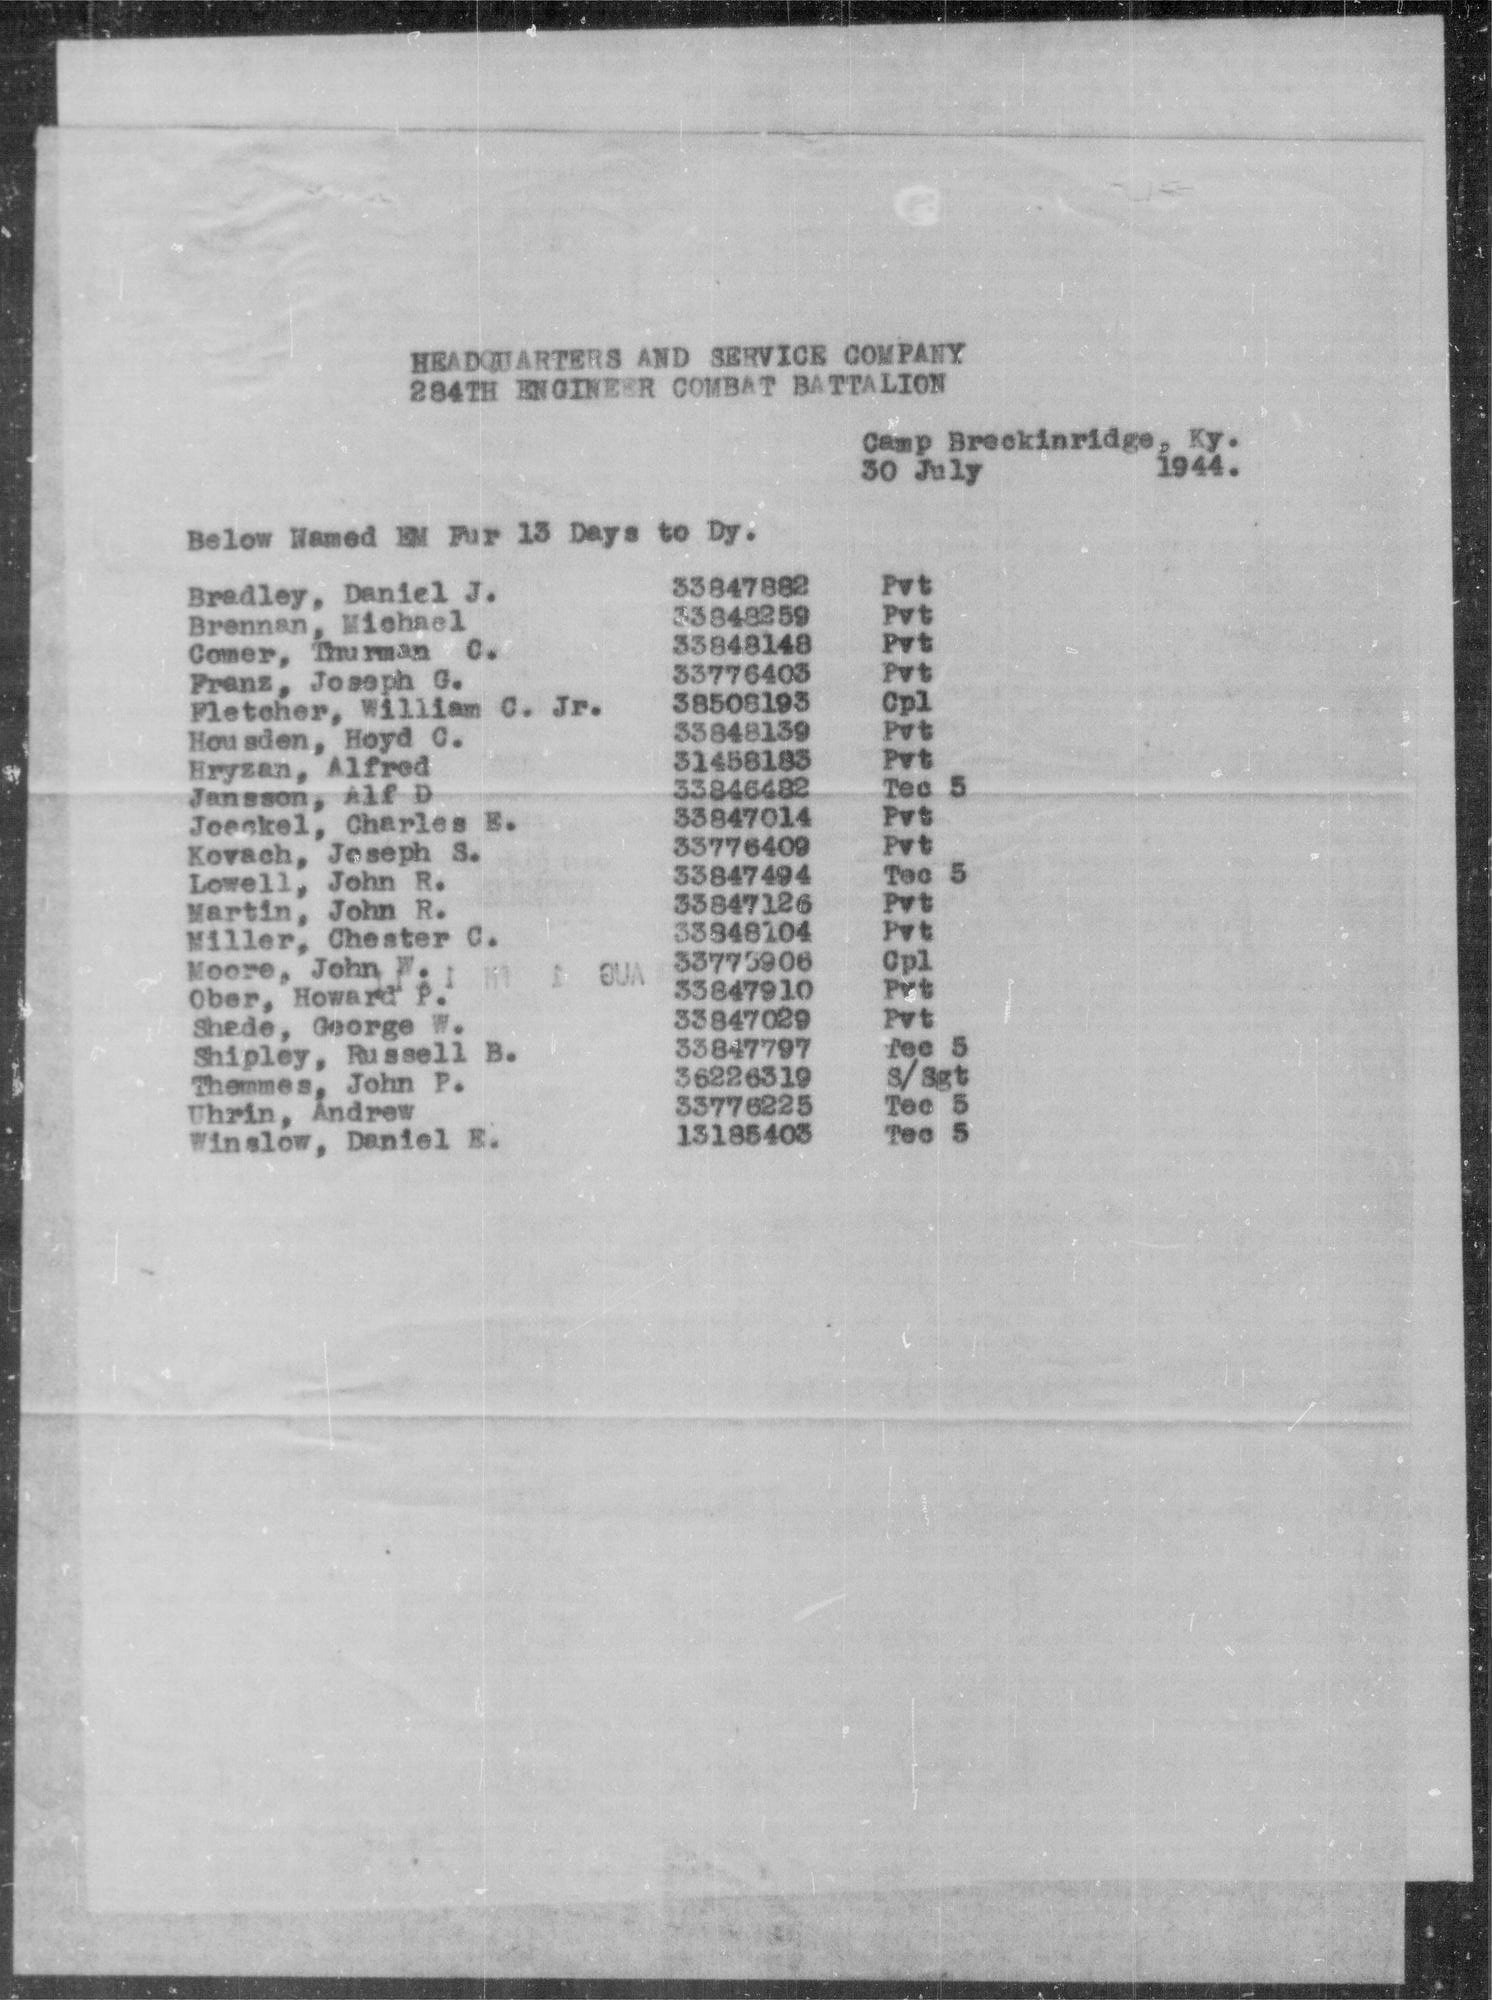 HEADQUARTERS AND SERVICE COMPANY
284TH ENGINEER COMBAT BATTALION
Camp Breckinridge, Ky.
30 July 1944.
Below Named EM Fur 13 Days to Dy.
Bradley, Daniel J. 33847882 Pvt
Brennan, Michael 33848259 Pvt
Comer, Thurman C. 33848148 Pvt
Franz, Joseph G. 33776403 Pvt
Fletcher, William C. Jr. 38508193 Cpl
Housden, Hoyd C. 33848139 Pvt
Hryzan, Alfred 31458183 Pvt
Jansson, Alf D 33846482 Tec 5
Joeckel, Charles E. 33847014 Pvt
Kovach, Joseph S. 33776409 Pvt
Lowell, John R. 33847494 Tec 5
Martin, John R. 33847126 Pvt
Miller, Chester C. 33848104 Pvt
Moore, John W. 33775906 Cpl
Ober, Howard P. 33847910 Pvt
Shade, George W. 33847029 Pvt
Shipley, Russell B. 33847797 Tec 5
Themmes, John P. 36226319 S/Sgt
Uhrin, Andrew 33776225 Tec 5
Winslow, Daniel E. 13185403 Tec 5